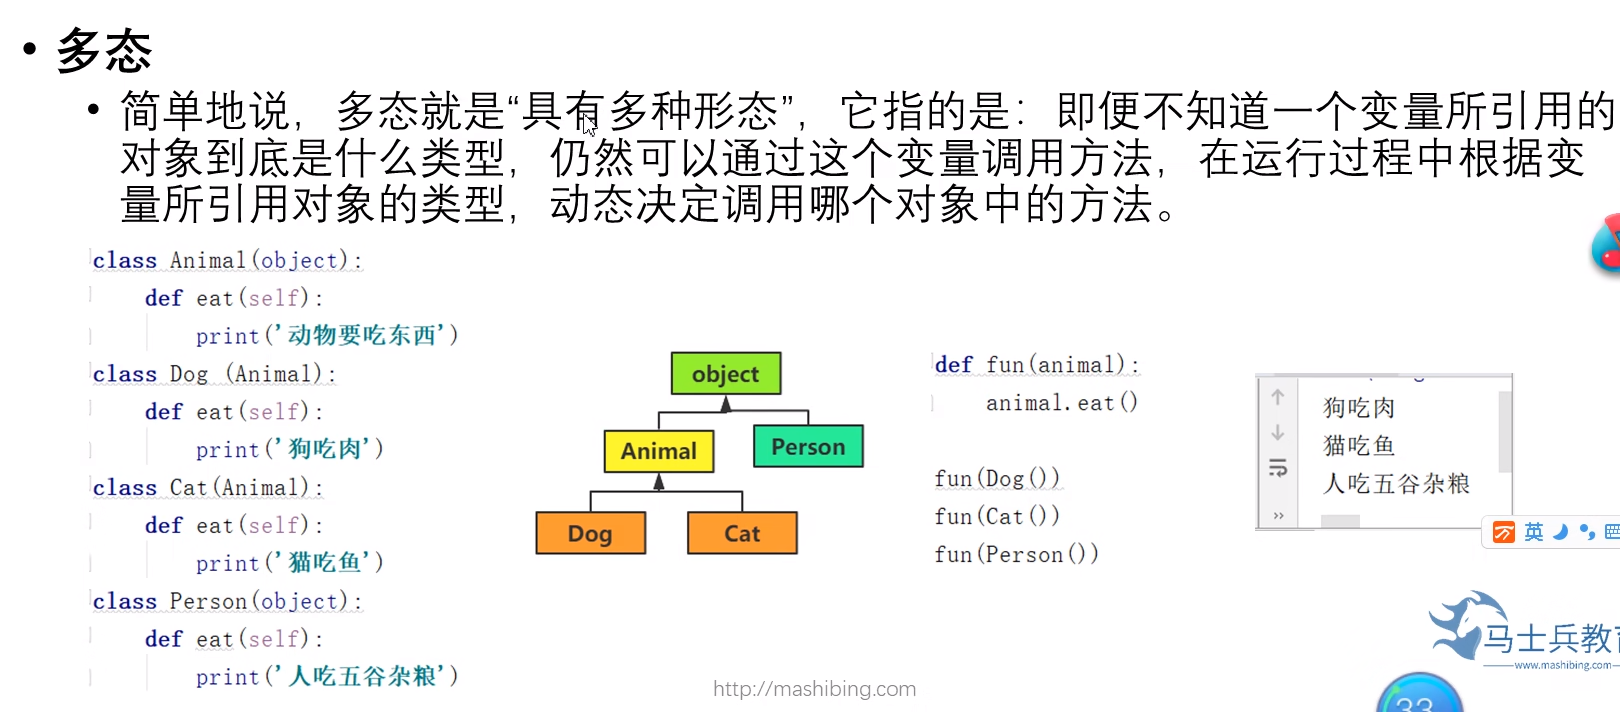 • 多态
• 简单地说，多态就是“具有多种形态”，它指的是：即便不知道一个变量所引用的
对象到底是什么类型，仍然可以通过这个变量调用方法，在运行过程中根据变
量所引用对象的类型，动态决定调用哪个对象中的方法。
class Animal(object):
    def eat(self):
        print('动物要吃东西')
class Dog (Animal):
    def eat(self):
        print('狗吃肉')
class Cat(Animal):
    def eat(self):
        print('猫吃鱼')
class Person(object):
    def eat(self):
        print('人吃五谷杂粮')
object
Animal
Person
Dog
Cat
def fun(animal):
    animal.eat()
fun(Dog())
fun(Cat())
fun(Person())
狗吃肉
猫吃鱼
人吃五谷杂粮
英
马士兵教育
www.mashibing.com
http://mashibing.com
33